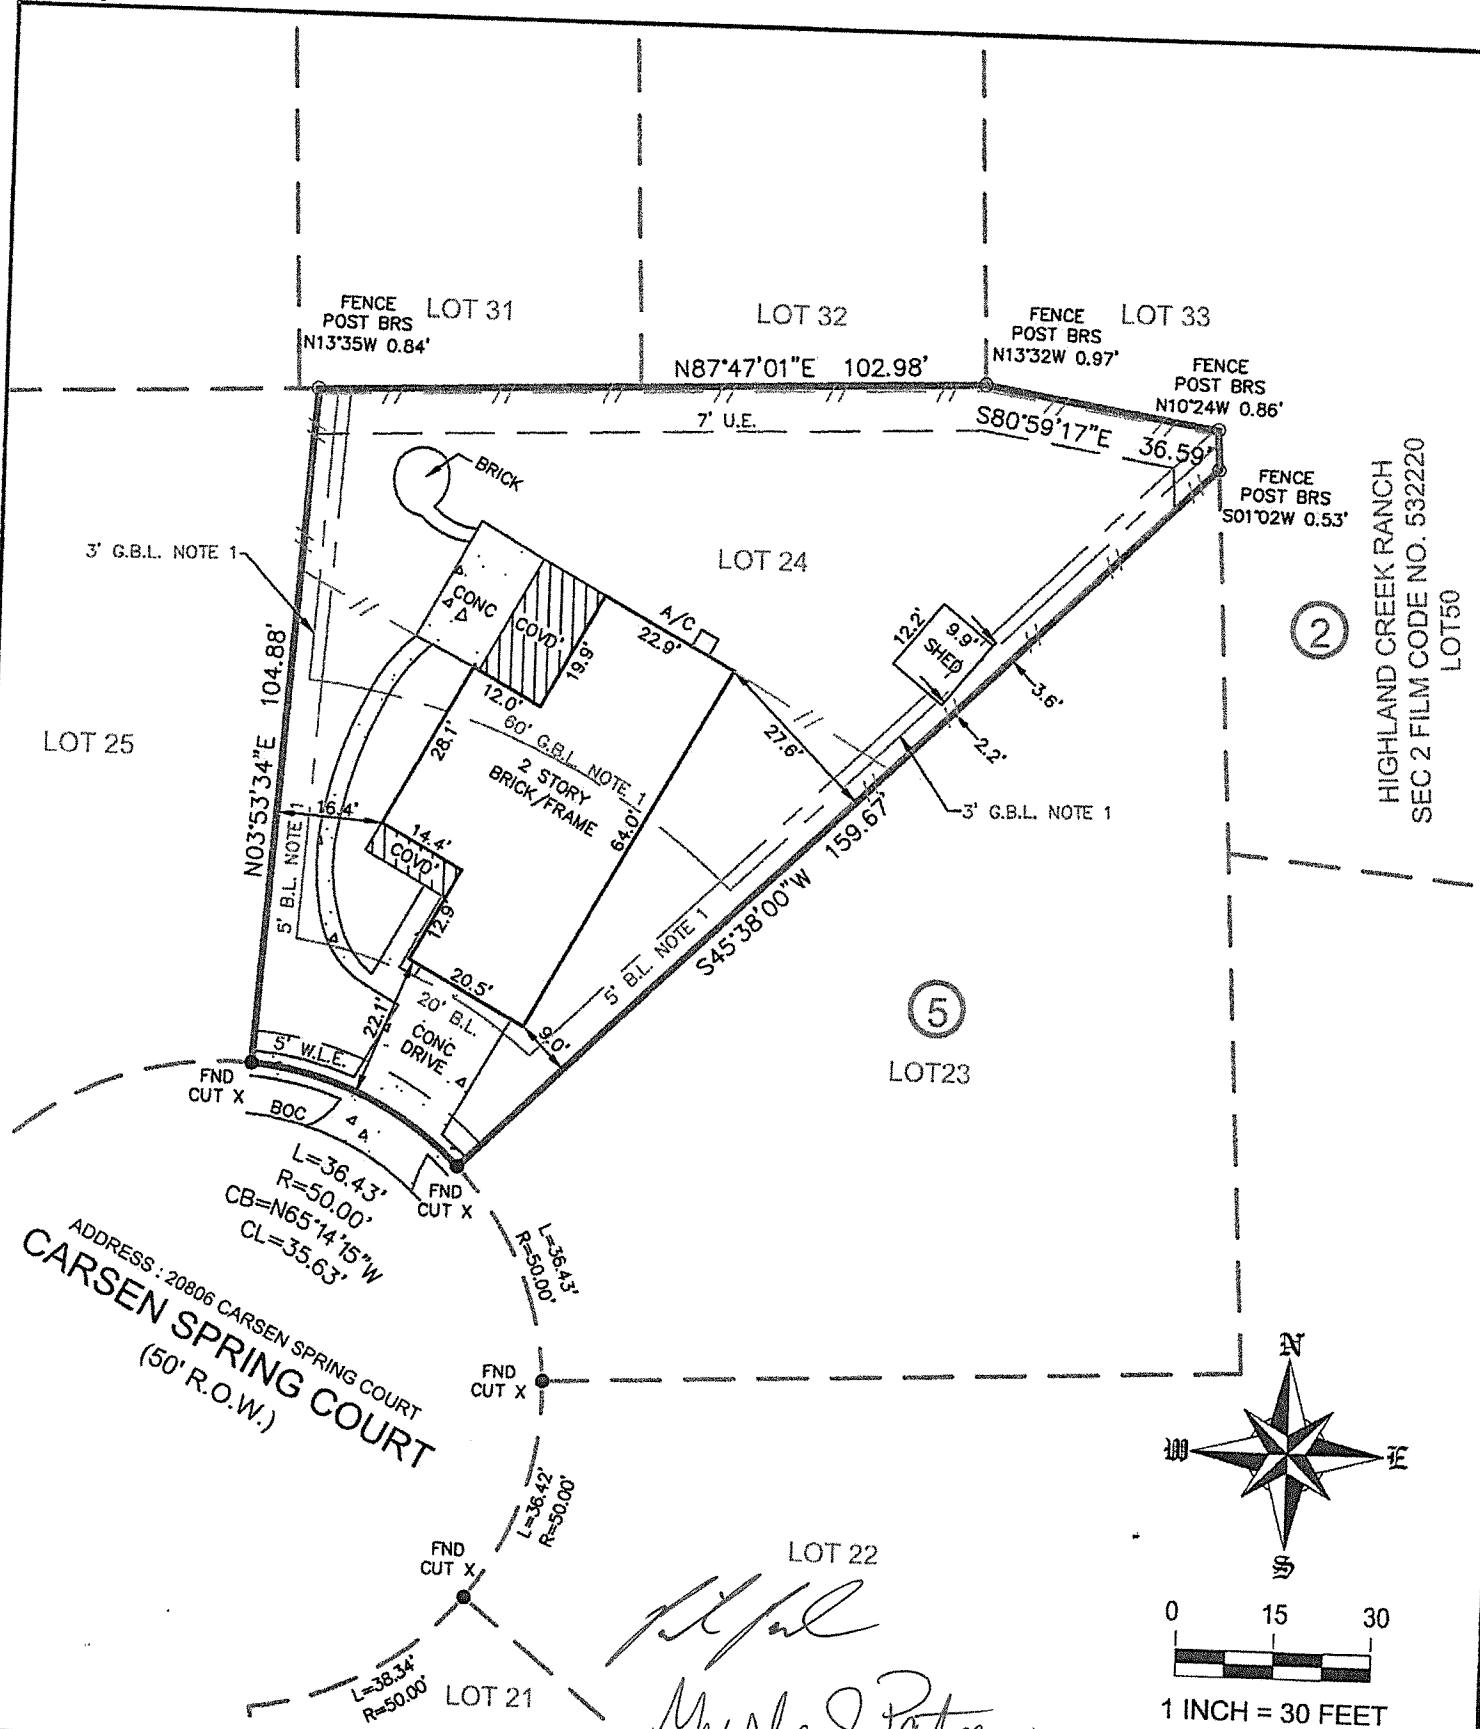 FENCE
POST BRS
N13°35W 0.84'
LOT 31
LOT 32
FENCE
POST BRS
N13°32W 0.97'
LOT 33
N87°47'01"E 102.98'
FENCE
POST BRS
N10°24W 0.86'
7' U.E.
S80°59'17"E 36.59'
FENCE
POST BRS
S01°02W 0.53'
BRICK
3' G.B.L. NOTE 1
LOT 24
CONC
COVD'
A/C
22.9'
19.9'
12.2'
9.9'
SHED
HIGHLAND CREEK RANCH
SEC 2 FILM CODE NO. 532220
LOT50
2
N03°53'34"E 104.88'
LOT 25
12.0'
28.1'
60' G.B.L. NOTE 1
2 STORY
BRICK/FRAME
64.0'
27.6'
3.6'
2.2'
3' G.B.L. NOTE 1
16.4'
14.4'
COVD'
5' B.L. NOTE 1
12.9'
S45°38'00"W 159.67'
5' B.L. NOTE 1
20.5'
20' B.L.
22.1'
CONC
DRIVE
9.0'
5
LOT23
5' W.L.E.
FND
CUT X
BOC
L=36.43'
R=50.00'
CB=N65°14'15"W
CL=35.63'
FND
CUT X
L=36.43'
R=50.00'
ADDRESS : 20806 CARSEN SPRING COURT
CARSEN SPRING COURT
(50' R.O.W.)
FND
CUT X
N
W
E
S
L=36.42'
R=50.00'
FND
CUT X
LOT 22
0 15 30
L=38.34'
R=50.00'
LOT 21
1 INCH = 30 FEET